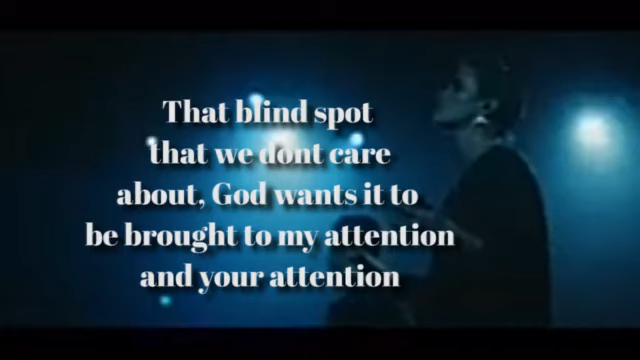 That blind spot
that we dont care
about, God wants it to
be brought to my attention
and your attention